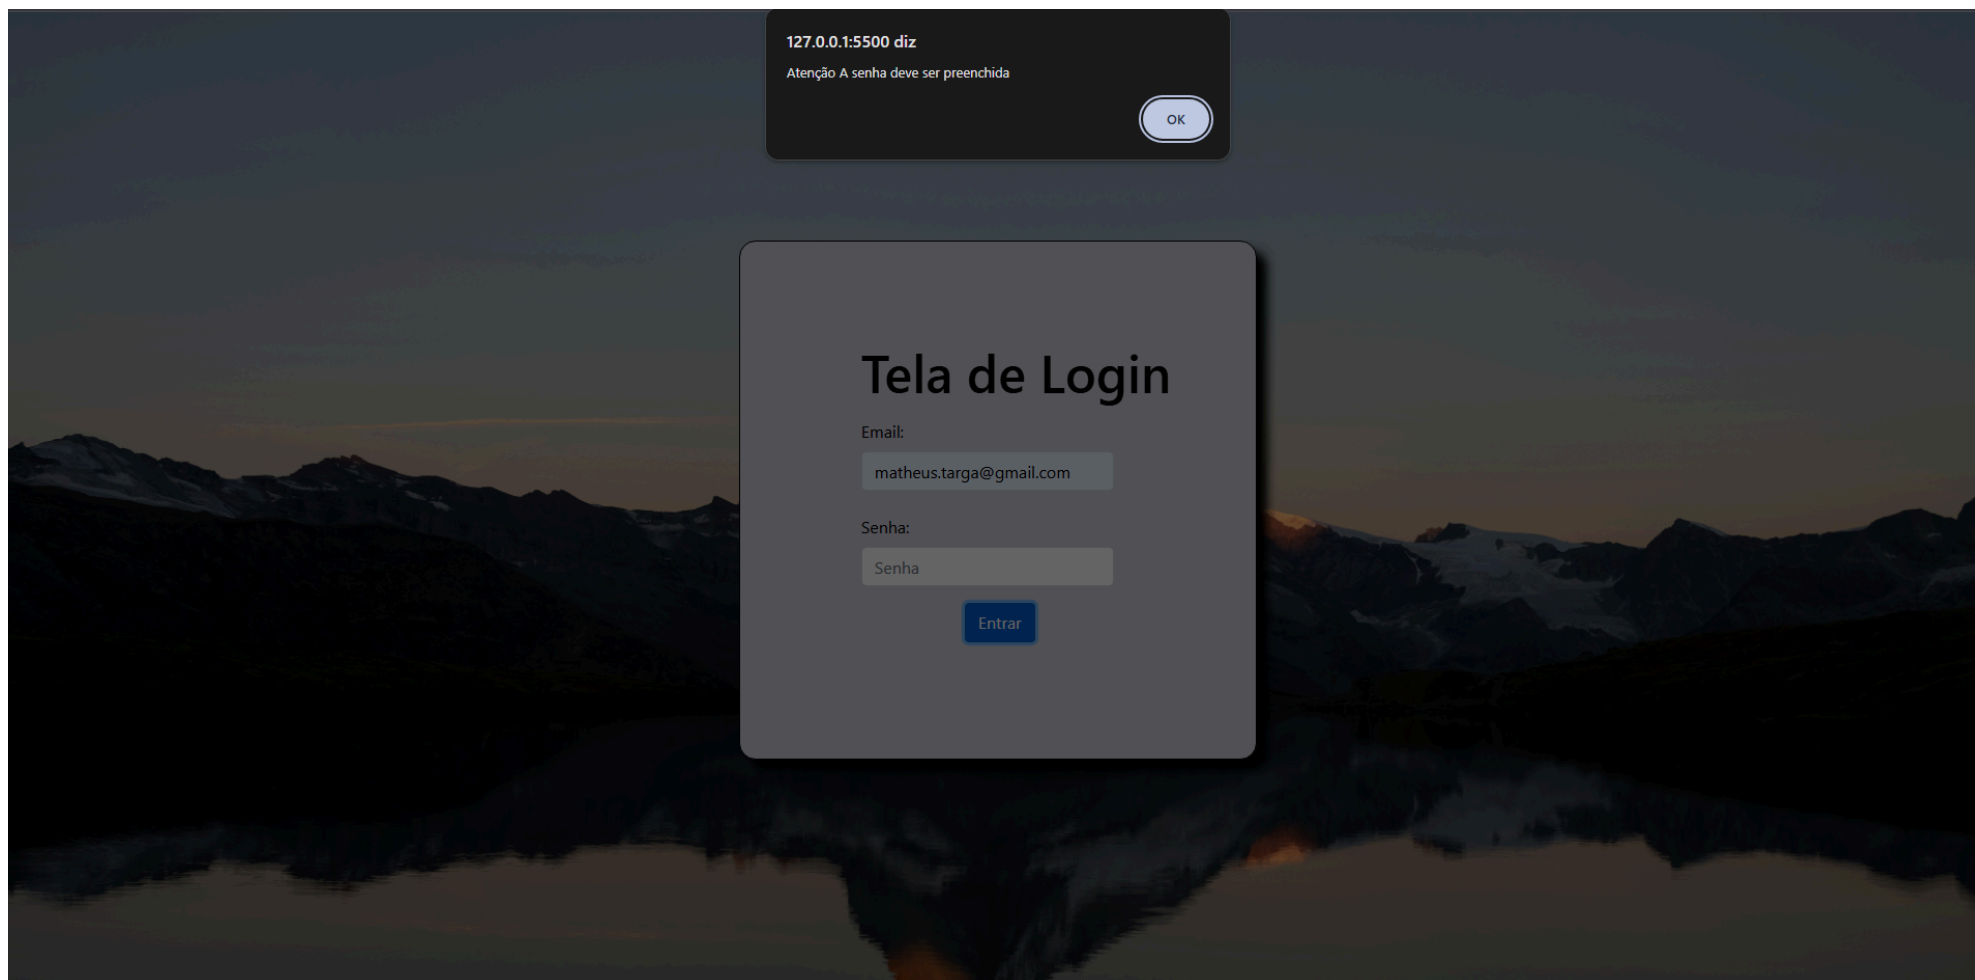 127.0.0.1:5500 diz
Atenção A senha deve ser preenchida
OK
Tela de Login
Email:
matheus.targa@gmail.com
Senha:
Senha
Entrar